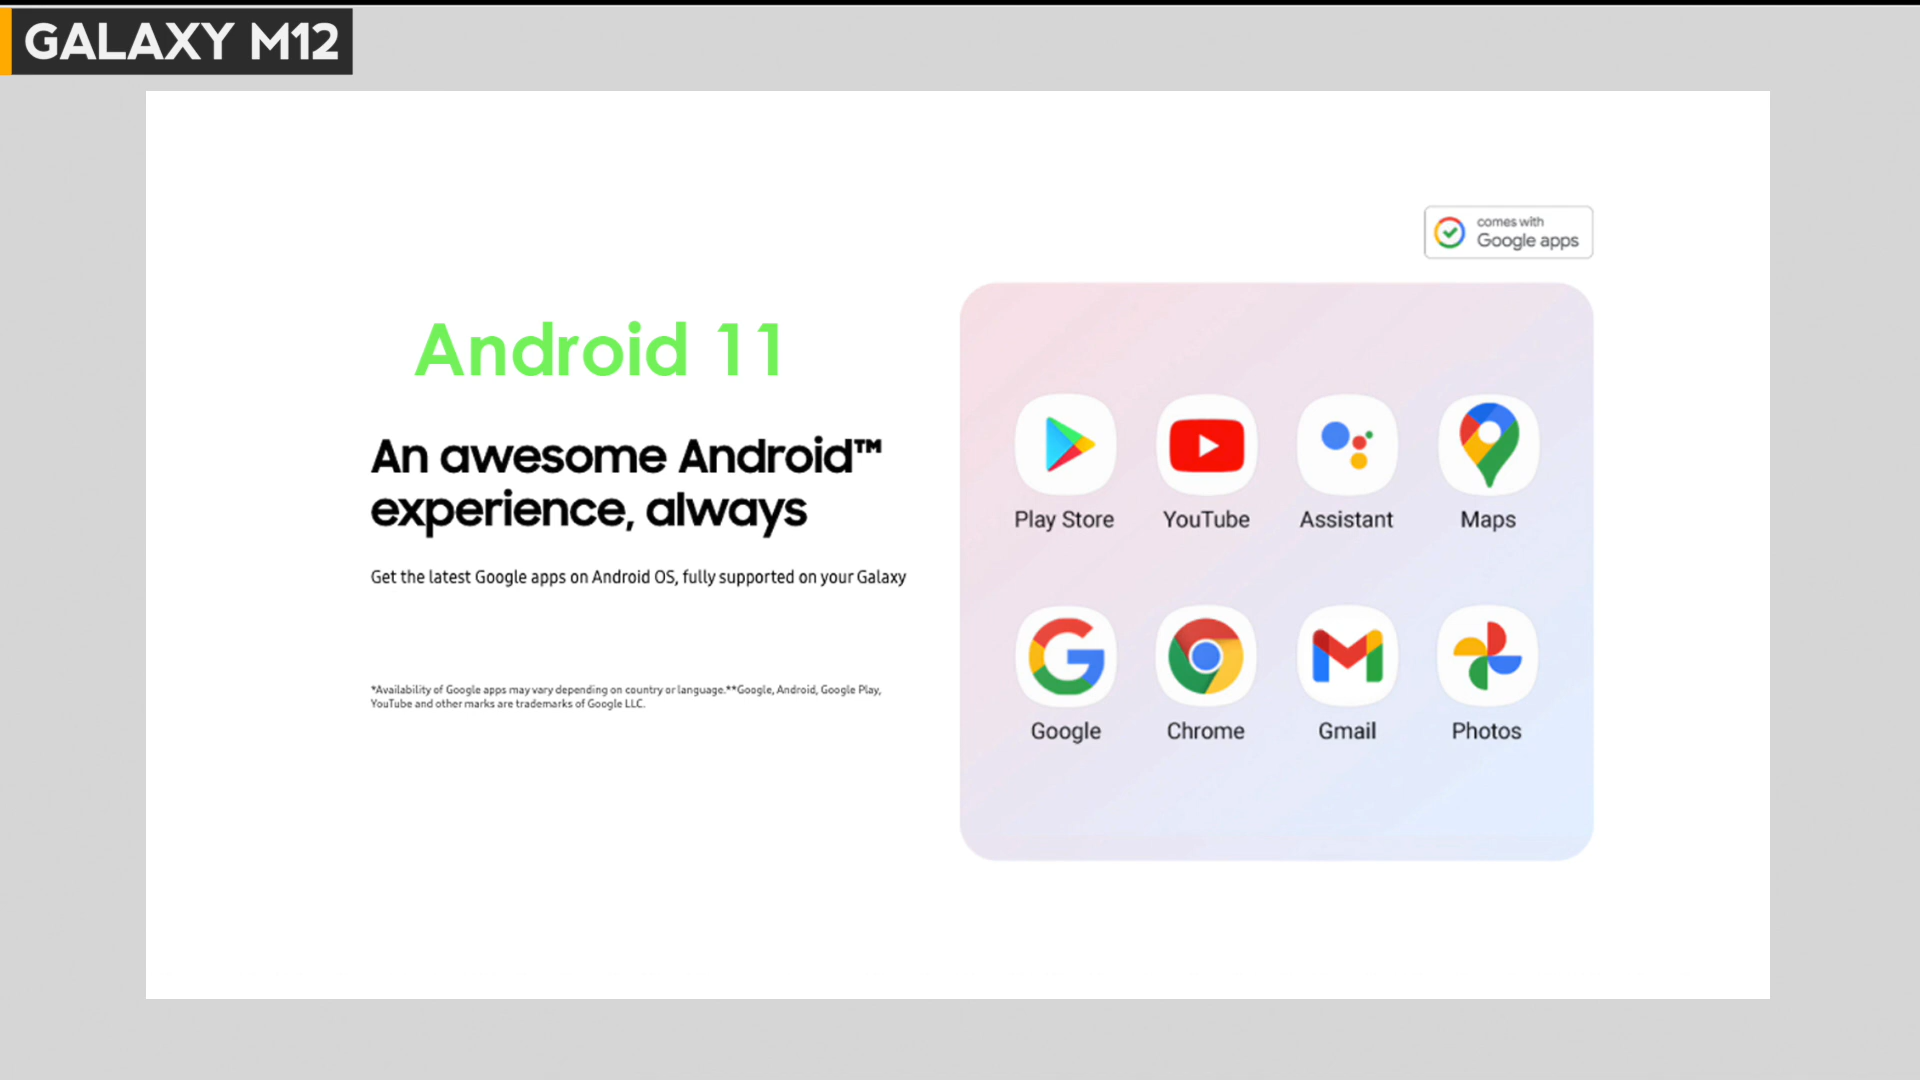 GALAXY M12
comes with
Google apps
Android 11
An awesome Android™
experience, always
Get the latest Google apps on Android OS, fully supported on your Galaxy
*Availability of Google apps may vary depending on country or language.**Google, Android, Google Play,
YouTube and other marks are trademarks of Google LLC.
Play Store YouTube Assistant Maps
Google Chrome Gmail Photos